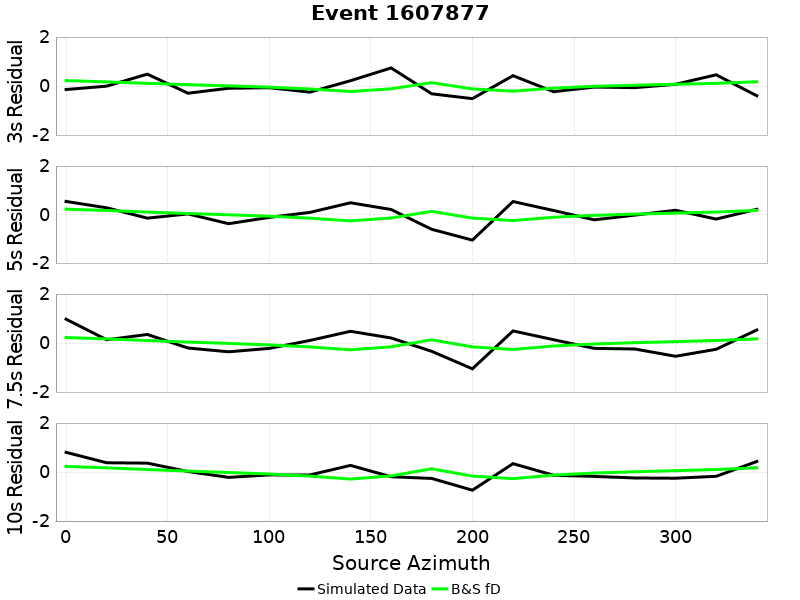 Event 1607877
3s Residual
2
0
-2
5s Residual
2
0
-2
7.5s Residual
2
0
-2
10s Residual
2
0
-2
0 50 100 150 200 250 300
Source Azimuth
Simulated Data B&S fD